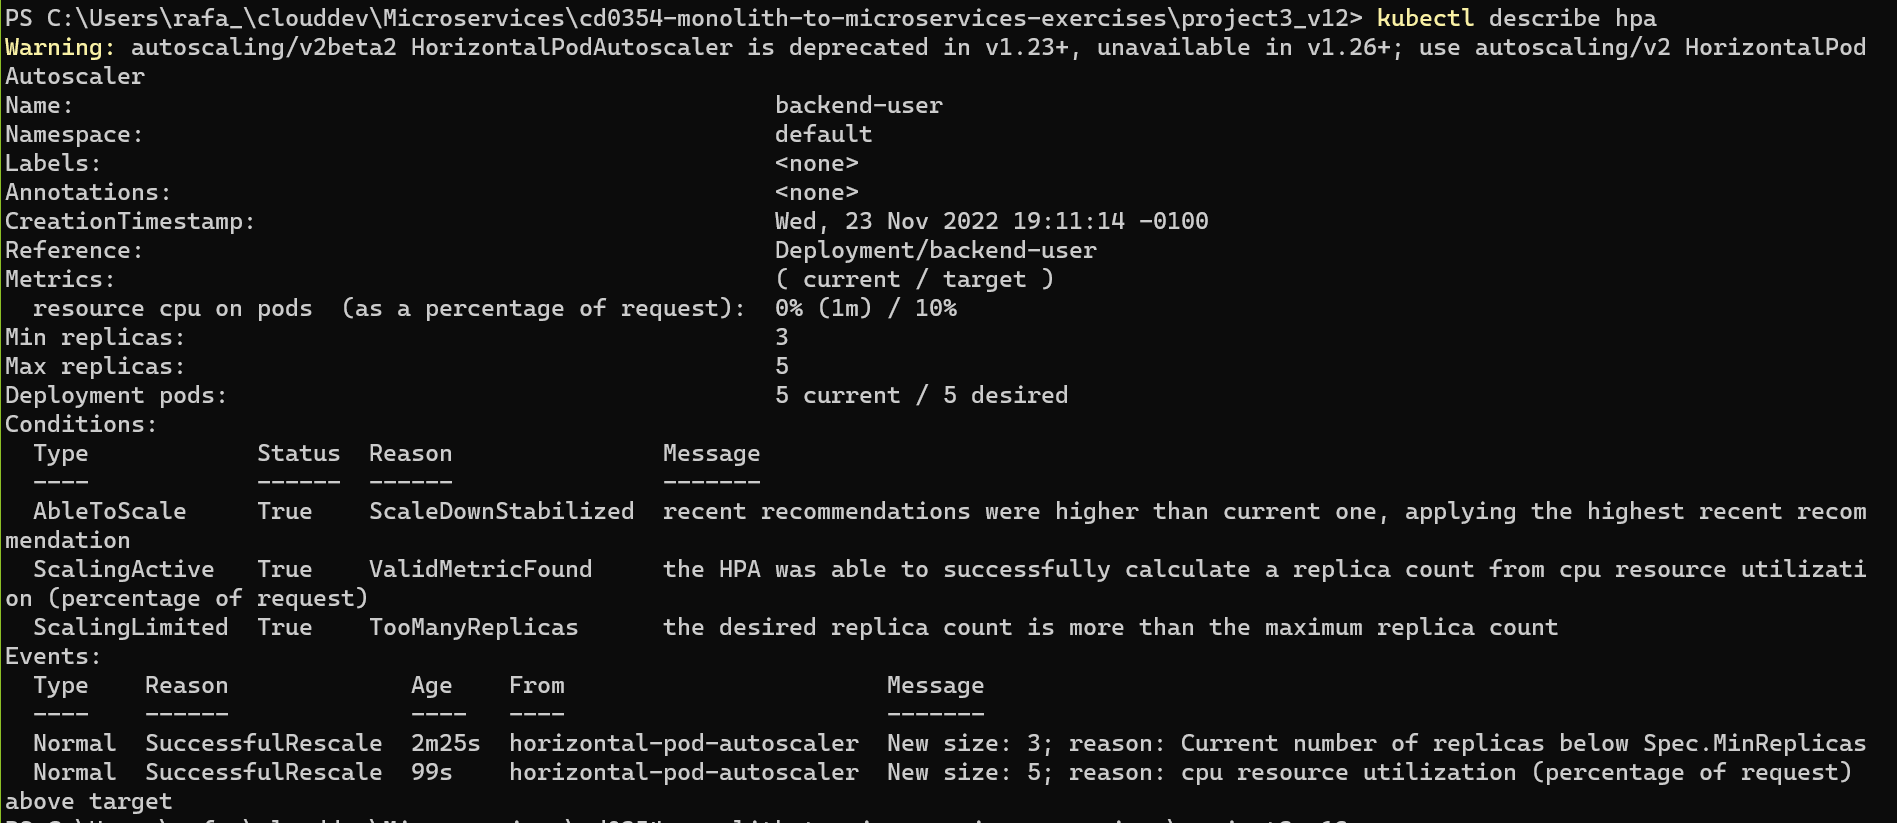 PS C:\Users\rafa_\clouddev\Microservices\cd0354-monolith-to-microservices-exercises\project3_v12> kubectl describe hpa
Warning: autoscaling/v2beta2 HorizontalPodAutoscaler is deprecated in v1.23+, unavailable in v1.26+; use autoscaling/v2 HorizontalPod
Autoscaler
Name:                                                  backend-user
Namespace:                                             default
Labels:                                                <none>
Annotations:                                           <none>
CreationTimestamp:                                     Wed, 23 Nov 2022 19:11:14 -0100
Reference:                                             Deployment/backend-user
Metrics:                                               ( current / target )
  resource cpu on pods  (as a percentage of request):  0% (1m) / 10%
Min replicas:                                          3
Max replicas:                                          5
Deployment pods:                                       5 current / 5 desired
Conditions:
  Type            Status  Reason               Message
  ----            ------  ------               -------
  AbleToScale     True    ScaleDownStabilized  recent recommendations were higher than current one, applying the highest recent recom
mendation
  ScalingActive   True    ValidMetricFound     the HPA was able to successfully calculate a replica count from cpu resource utilizati
on (percentage of request)
  ScalingLimited  True    TooManyReplicas      the desired replica count is more than the maximum replica count
Events:
  Type    Reason             Age    From                       Message
  ----    ------             ----   ----                       -------
  Normal  SuccessfulRescale  2m25s  horizontal-pod-autoscaler  New size: 3; reason: Current number of replicas below Spec.MinReplicas
  Normal  SuccessfulRescale  99s    horizontal-pod-autoscaler  New size: 5; reason: cpu resource utilization (percentage of request)
above target